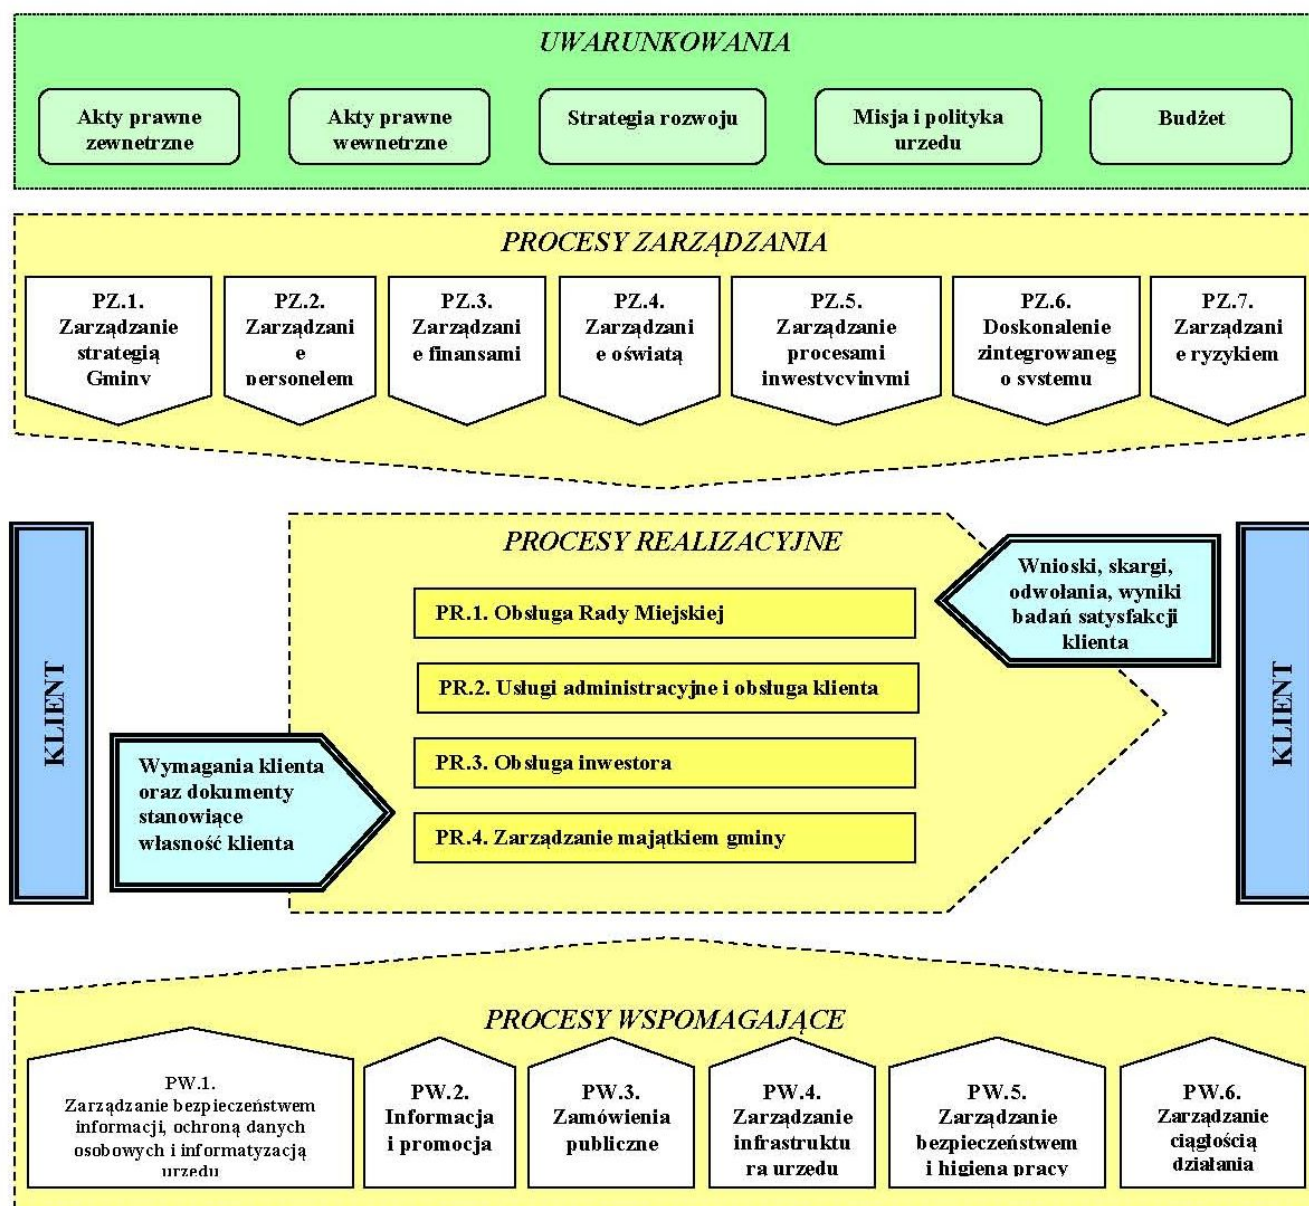 UWARUNKOWANIA
Akty prawne
zewnetrzne
Akty prawne
wewnetrzne
Strategia rozwoju
Misja i polityka
urzedu
Budżet
PROCESY ZARZĄDZANIA
PZ.1.
Zarządzanie
strategią
Gminy
PZ.2.
Zarządzani
e
personelem
PZ.3.
Zarządzani
e finansami
PZ.4.
Zarządzani
e oświatą
PZ.5.
Zarządzanie
procesami
inwestycyjnymi
PZ.6.
Doskonalenie
zintegrowaneg
o systemu
PZ.7.
Zarządzani
e ryzykiem
KLIENT
PROCESY REALIZACYJNE
PR.1. Obsługa Rady Miejskiej
PR.2. Usługi administracyjne i obsługa klienta
PR.3. Obsługa inwestora
PR.4. Zarządzanie majątkiem gminy
Wymagania klienta
oraz dokumenty
stanowiące
własność klienta
Wnioski, skargi,
odwołania, wyniki
badań satysfakcji
klienta
KLIENT
PROCESY WSPOMAGAJĄCE
PW.1.
Zarządzanie bezpieczeństwem
informacji, ochroną danych
osobowych i informatyzacją
urzedu
PW.2.
Informacja
i promocja
PW.3.
Zamówienia
publiczne
PW.4.
Zarządzanie
infrastruktu
ra urzedu
PW.5.
Zarządzanie
bezpieczeństwem
i higiena pracy
PW.6.
Zarządzanie
ciągłością
działania